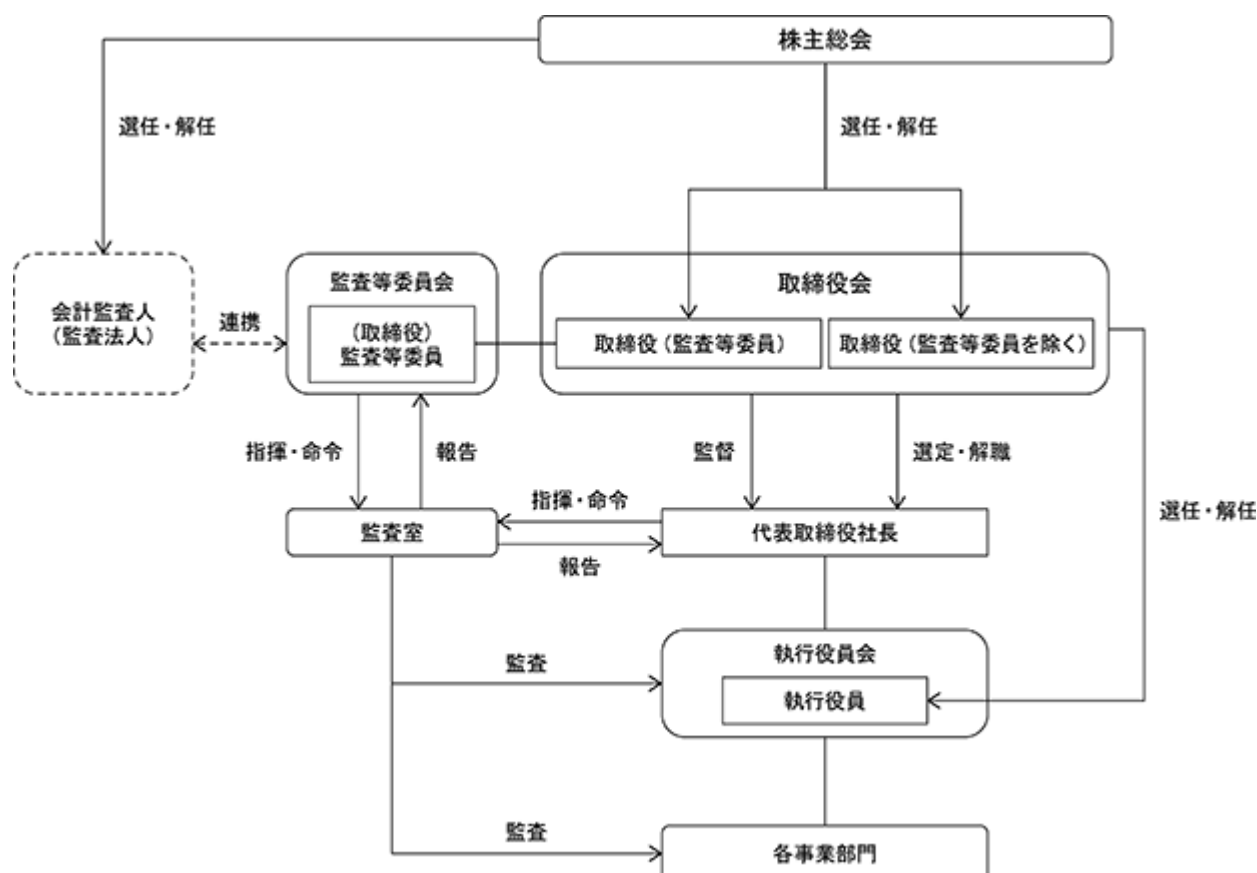 株主総会
選任・解任
選任・解任
会計監査人
(監査法人)
連携
監査等委員会
(取締役)
監査等委員
取締役会
取締役(監査等委員)
取締役(監査等委員を除く)
指揮・命令
報告
監督
選定・解職
選任・解任
監査室
指揮・命令
報告
代表取締役社長
監査
執行役員会
執行役員
監査
各事業部門